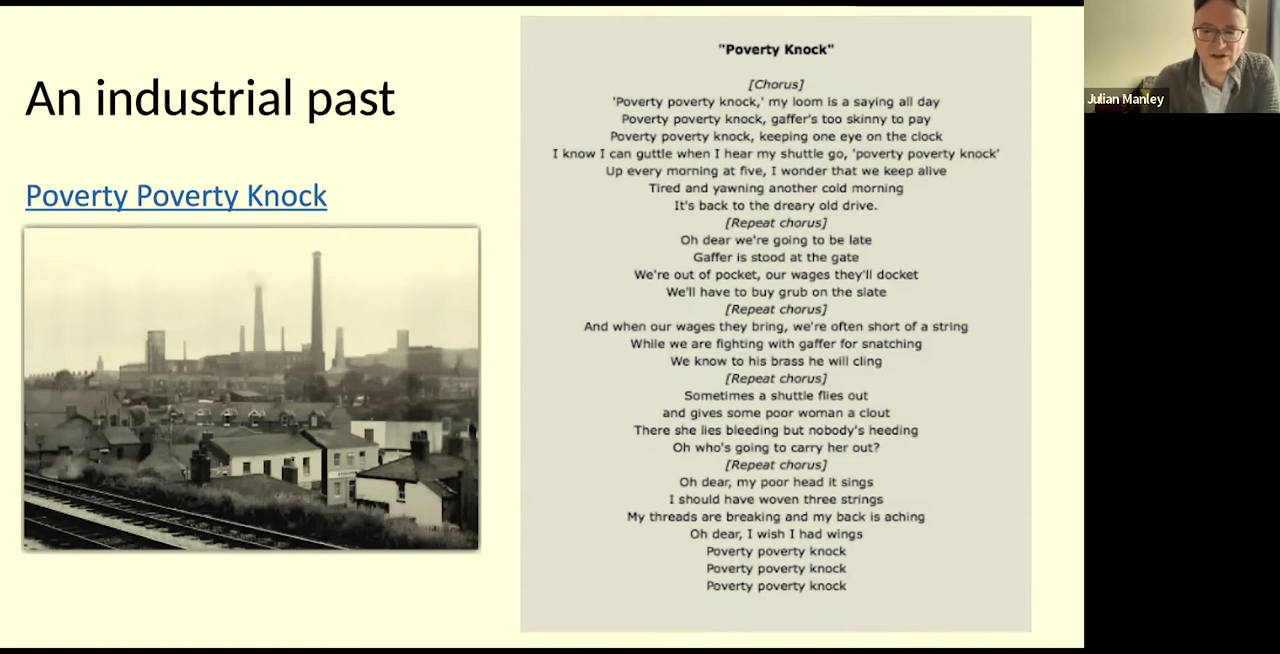 An industrial past
Poverty Poverty Knock
"Poverty Knock"
[Chorus]
'Poverty poverty knock,' my loom is a saying all day
Poverty poverty knock, gaffer's too skinny to pay
Poverty poverty knock, keeping one eye on the clock
I know I can guttle when I hear my shuttle go, 'poverty poverty knock'
Up every morning at five, I wonder that we keep alive
Tired and yawning another cold morning
It's back to the dreary old drive.
[Repeat chorus]
Oh dear we're going to be late
Gaffer is stood at the gate
We're out of pocket, our wages they'll docket
We'll have to buy grub on the slate
[Repeat chorus]
And when our wages they bring, we're often short of a string
While we are fighting with gaffer for snatching
We know to his brass he will cling
[Repeat chorus]
Sometimes a shuttle flies out
and gives some poor woman a clout
There she lies bleeding but nobody's heeding
Oh who's going to carry her out?
[Repeat chorus]
Oh dear, my poor head it sings
I should have woven three strings
My threads are breaking and my back is aching
Oh dear, I wish I had wings
Poverty poverty knock
Poverty poverty knock
Poverty poverty knock
Julian Manley